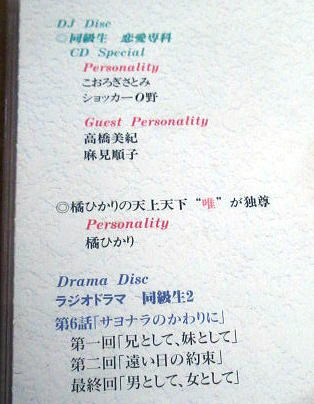 DJ Disc
◎同級生 恋愛専科
CD Special
Personality
こおろぎさとみ
ショッカーO野
Guest Personality
高橋美紀
麻見順子
◎橘ひかりの天上天下“唯”が独尊
Personality
橘ひかり
Drama Disc
ラジオドラマ 同級生2
第6話「サヨナラのかわりに」
第一回「兄として、妹として」
第二回「遠い日の約束」
最終回「男として、女として」